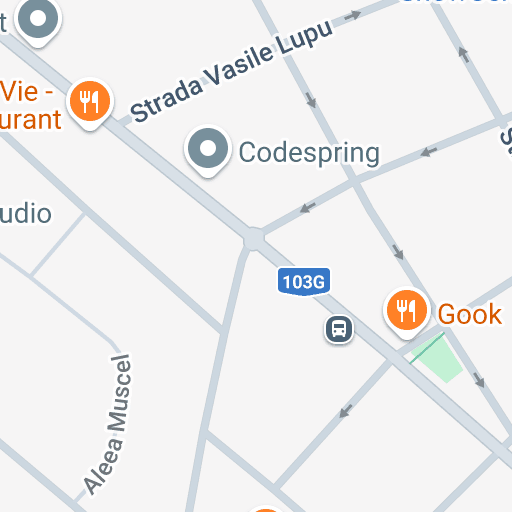 Strada Vasile Lupu
Vie -
urant
Codespring
udio
103G
Gook
Aleea Muscel